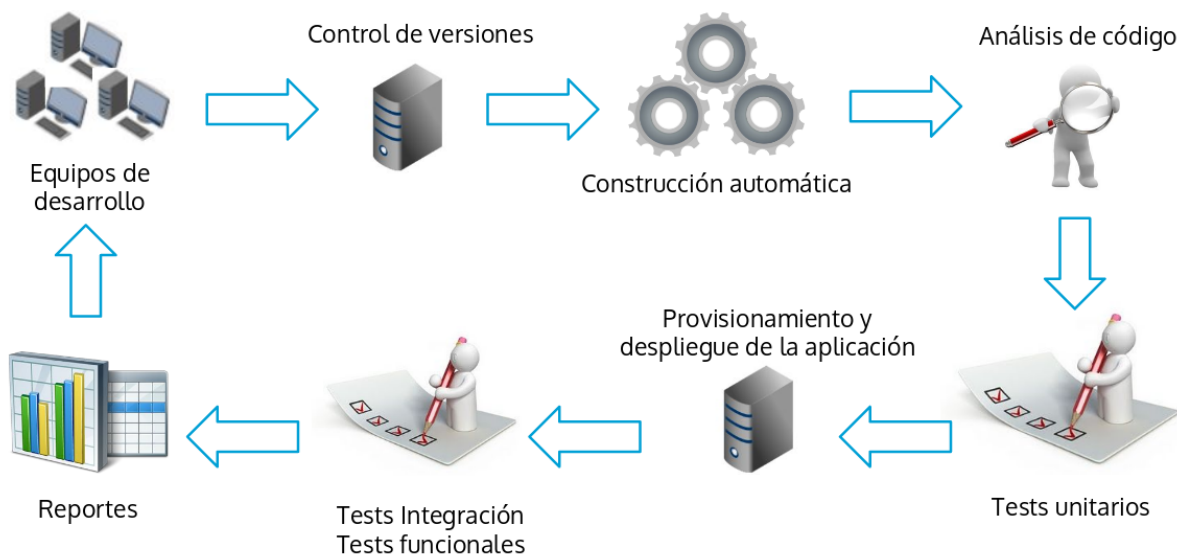 Equipos de
desarrollo
Control de versiones
Construcción automática
Análisis de código
Tests unitarios
Provisionamiento y
despliegue de la aplicación
Tests Integración
Tests funcionales
Reportes